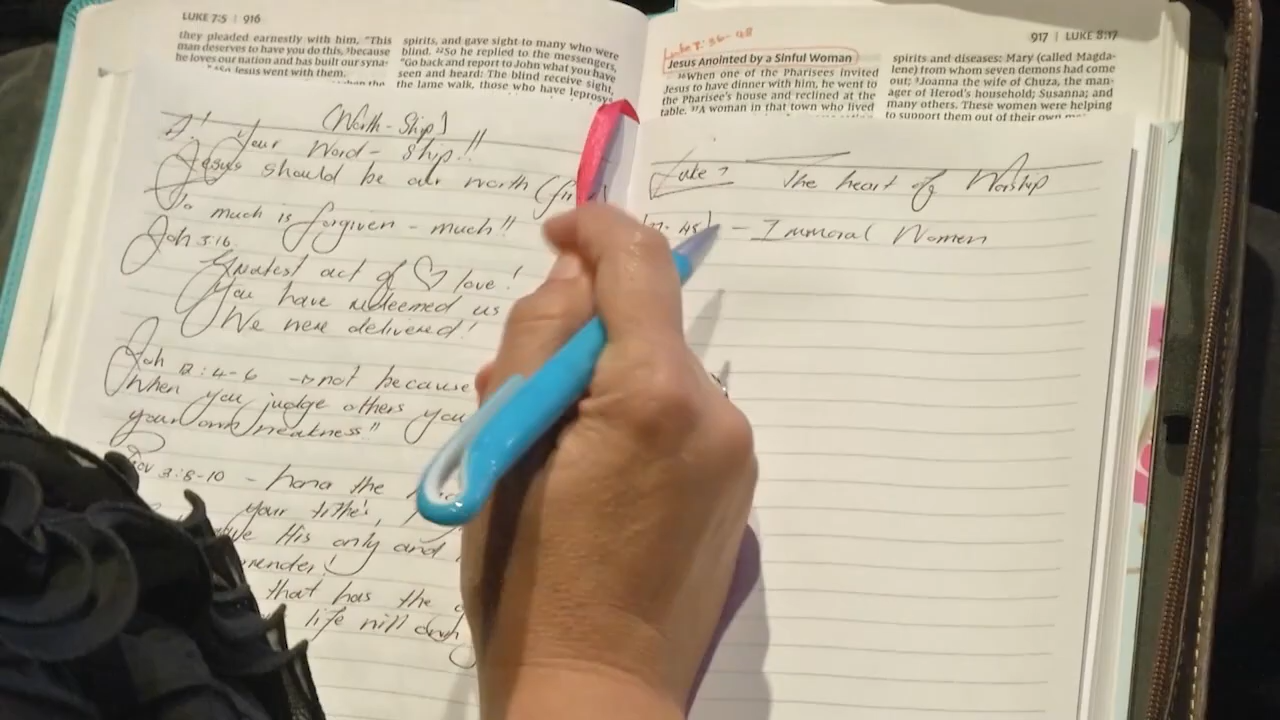 LUKE 7:5 | 916
they pleaded earnestly with him, "This
man deserves to have you do this, ⁵because
he loves our nation and has built our syna-
Jesus went with them.
spirits, and gave sight to many who were
blind. ²²So he replied to the messengers,
"Go back and report to John what you have
seen and heard: The blind receive sight,
the lame walk, those who have leprosy
(Worth-Ship)
Your Word - Ship!!
Jesus should be our worth
So much is forgiven - much!!
Joh 3:16
Greatest act of ♡ love!
You have redeemed us
We were delivered!
Joh 12:4-6 → not because
When you judge others you
your own weakness"
Prov 3:8-10 - honor the
your tithe's,
His only and
that has the
life will
917 | LUKE 8:17
Luke 7:36-48
Jesus Anointed by a Sinful Woman
³⁶When one of the Pharisees invited
Jesus to have dinner with him, he went to
the Pharisee's house and reclined at the
table. ³⁷A woman in that town who lived
spirits and diseases: Mary (called Magda-
lene) from whom seven demons had come
out; ³Joanna the wife of Chuza, the man-
ager of Herod's household; Susanna; and
many others. These women were helping
to support them out of their own
Luke 7 The heart of Worship
- Immoral Women